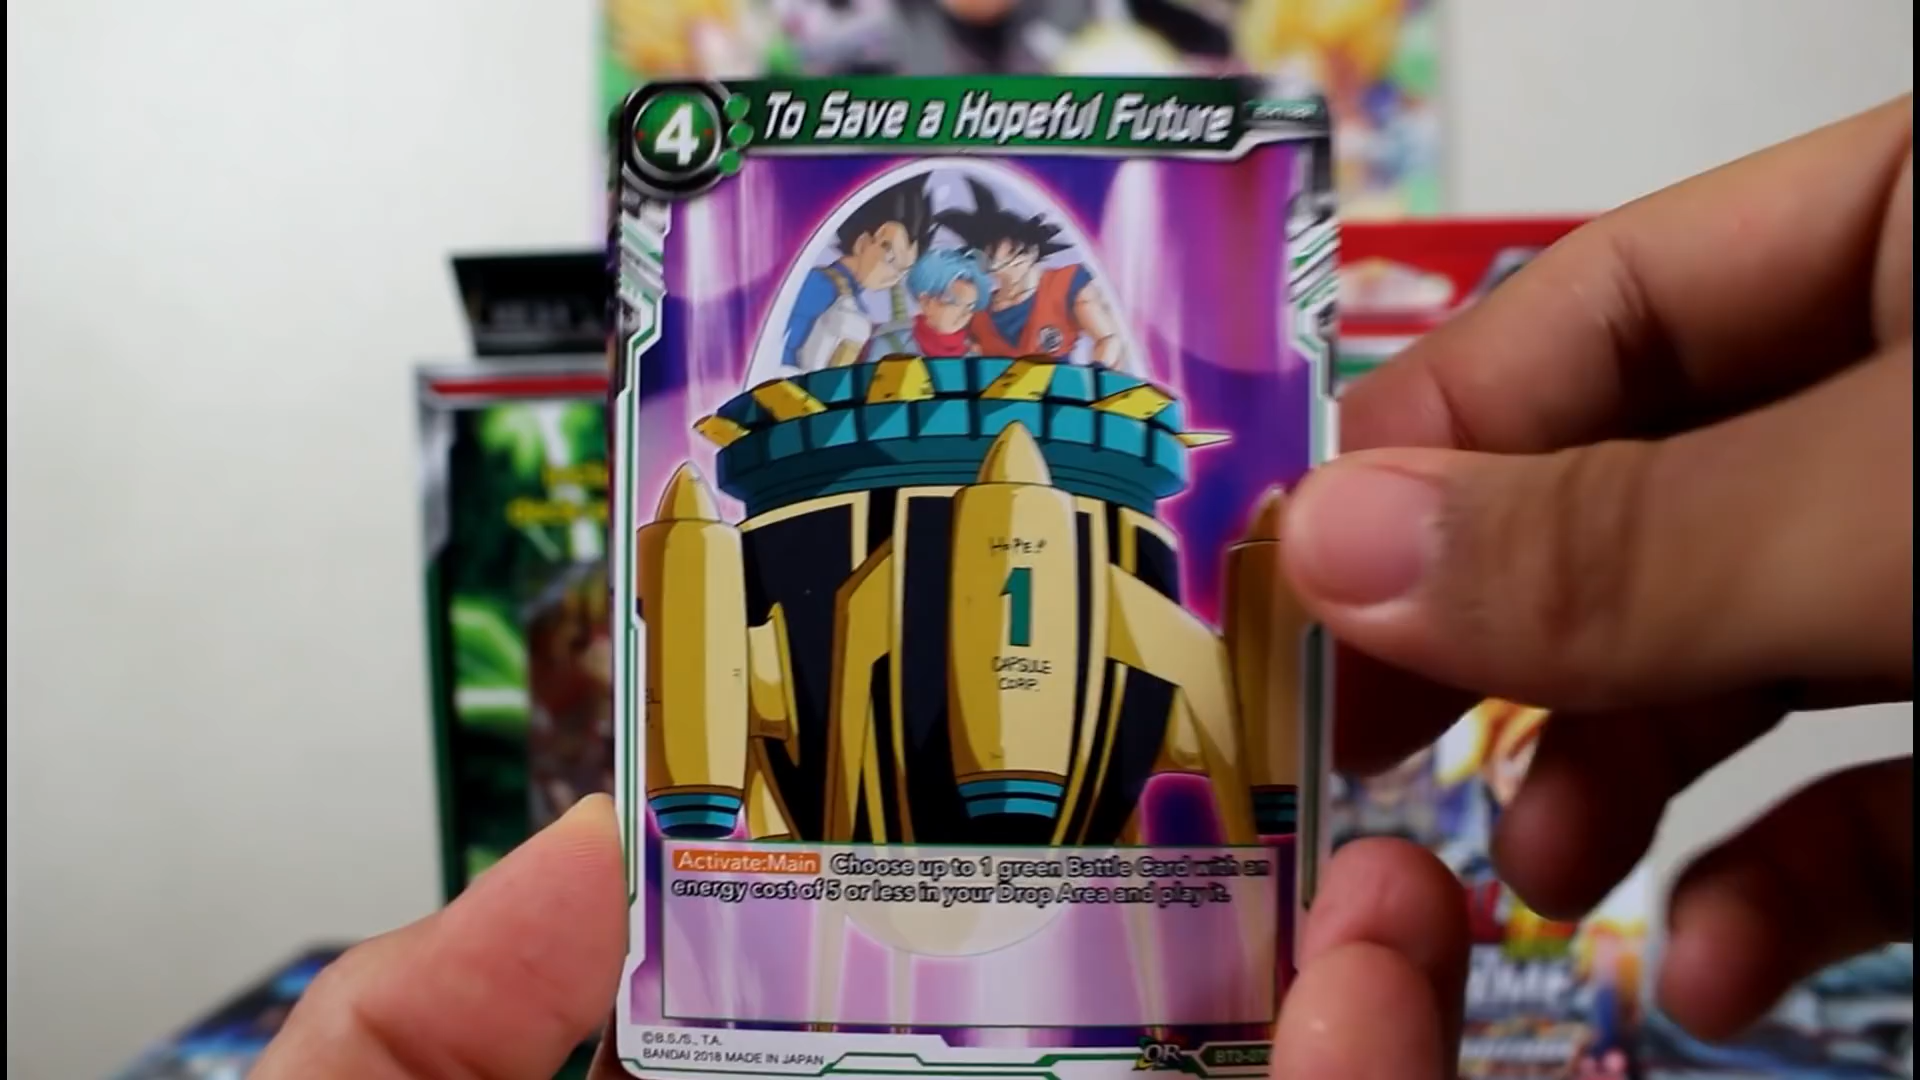 4 To Save a Hopeful Future
HOPE!!
1
CAPSULE
CORP.
Activate:Main Choose up to 1 green Battle Card with an
energy cost of 5 or less in your Drop Area and play it.
©B.S./S., T.A.
BANDAI 2018 MADE IN JAPAN